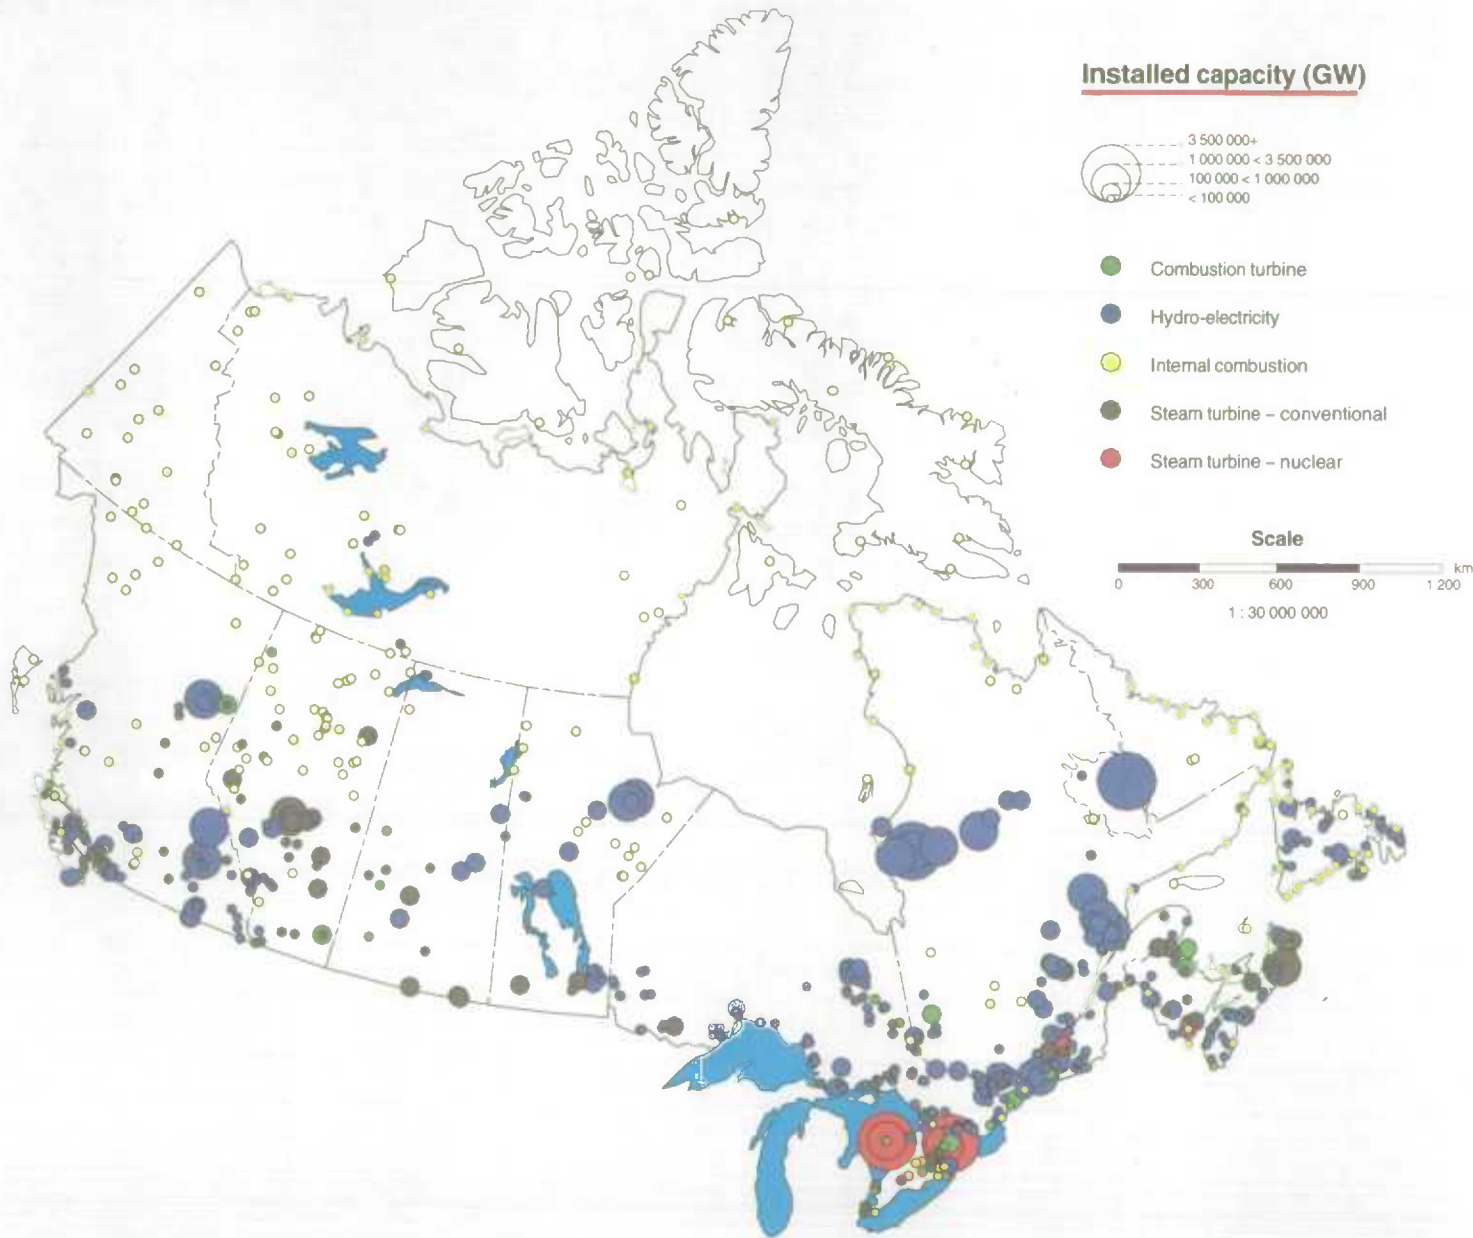 Installed capacity (GW)
3 500 000+
1 000 000 < 3 500 000
100 000 < 1 000 000
< 100 000
Combustion turbine
Hydro-electricity
Internal combustion
Steam turbine – conventional
Steam turbine – nuclear
Scale
km
0 300 600 900 1 200
1 : 30 000 000